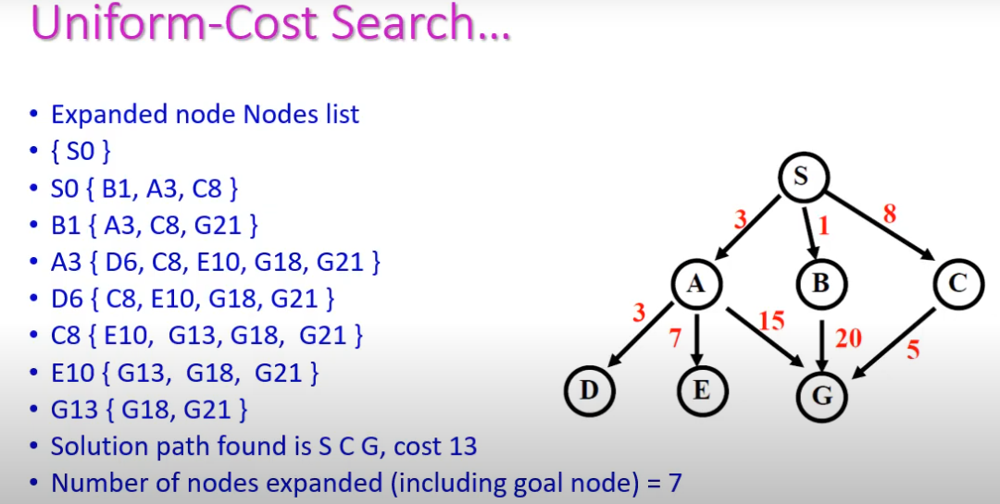 Uniform-Cost Search...
• Expanded node Nodes list
• { S0 }
• S0 { B1, A3, C8 }
• B1 { A3, C8, G21 }
• A3 { D6, C8, E10, G18, G21 }
• D6 { C8, E10, G18, G21 }
• C8 { E10, G13, G18, G21 }
• E10 { G13, G18, G21 }
• G13 { G18, G21 }
• Solution path found is S C G, cost 13
• Number of nodes expanded (including goal node) = 7
S
3
1
8
A
B
C
3
7
15
20
5
D
E
G